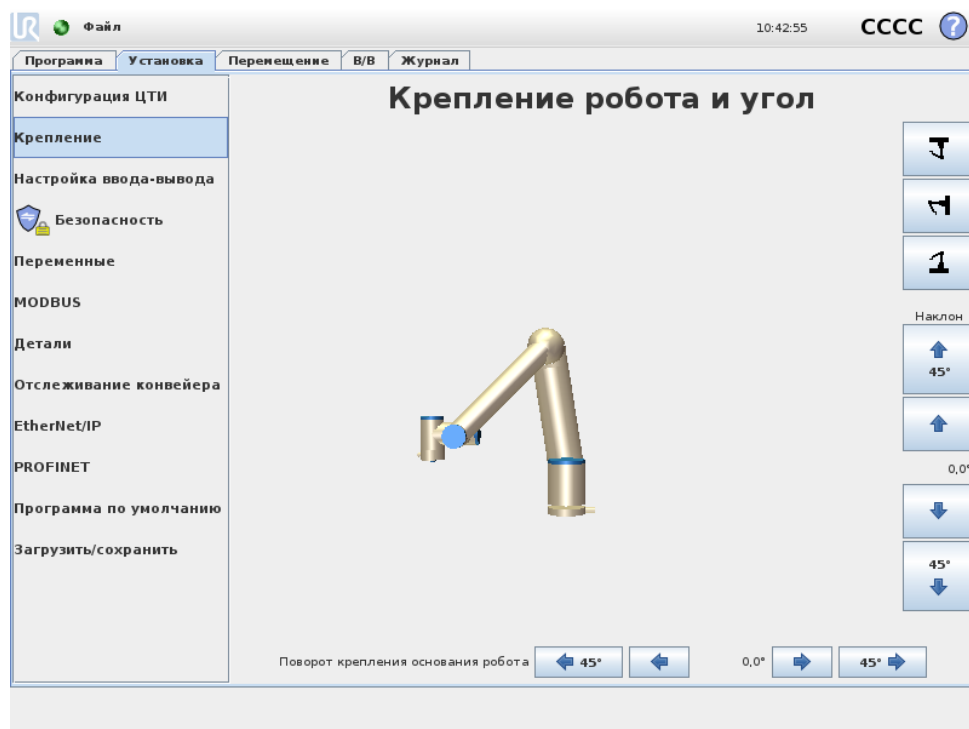 UR Файл 10:42:55 CCCC ?
Программа Установка Перемещение В/В Журнал
Крепление робота и угол
Конфигурация ЦТИ
Крепление
Настройка ввода-вывода
Безопасность
Переменные
MODBUS
Детали
Отслеживание конвейера
EtherNet/IP
PROFINET
Программа по умолчанию
Загрузить/сохранить
Наклон
45°
0,0°
45°
Поворот крепления основания робота 45° 0,0° 45°